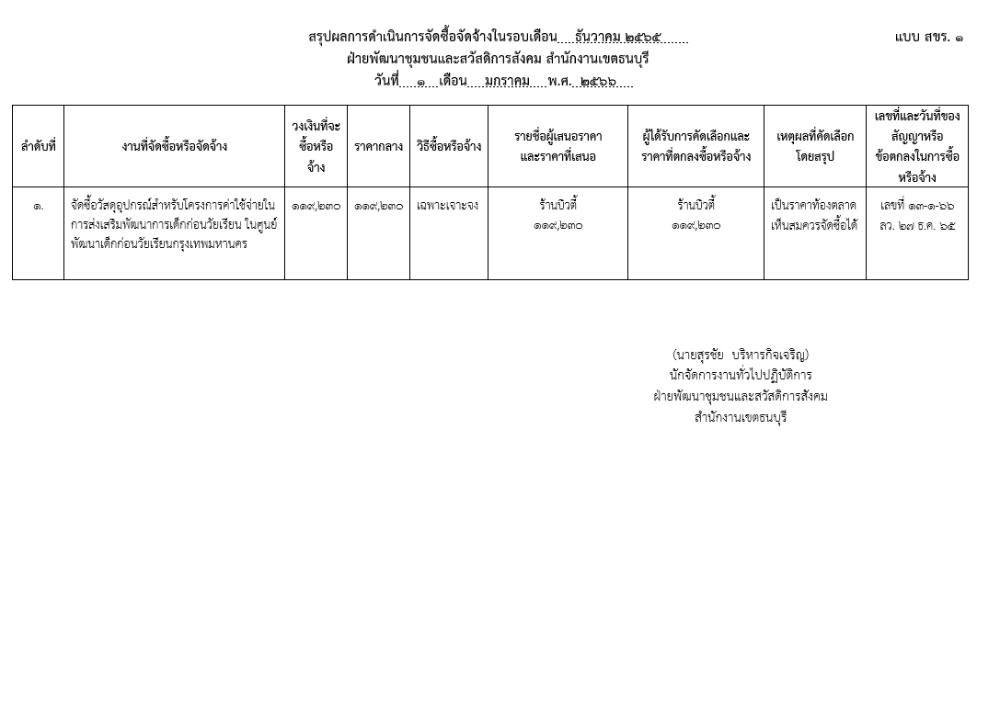 สรุปผลการดำเนินการจัดซื้อจัดจ้างในรอบเดือน ธันวาคม ๒๕๖๕
แบบ สขร. ๑
ฝ่ายพัฒนาชุมชนและสวัสดิการสังคม สำนักงานเขตธนบุรี
วันที่ ๑ เดือน มกราคม พ.ศ. ๒๕๖๖
ลำดับที่
งานที่จัดซื้อหรือจัดจ้าง
วงเงินที่จะ
ซื้อหรือ
จ้าง
ราคากลาง
วิธีซื้อหรือจ้าง
รายชื่อผู้เสนอราคา
และราคาที่เสนอ
ผู้ได้รับการคัดเลือกและ
ราคาที่ตกลงซื้อหรือจ้าง
เหตุผลที่คัดเลือก
โดยสรุป
เลขที่และวันที่ของ
สัญญาหรือ
ข้อตกลงในการซื้อ
หรือจ้าง
๑.
จัดซื้อวัสดุอุปกรณ์สำหรับโครงการค่าใช้จ่ายใน
การส่งเสริมพัฒนาการเด็กก่อนวัยเรียน ในศูนย์
พัฒนาเด็กก่อนวัยเรียนกรุงเทพมหานคร
๑๑๙,๒๓๐
๑๑๙,๒๓๐
เฉพาะเจาะจง
ร้านบิวตี้
๑๑๙,๒๓๐
ร้านบิวตี้
๑๑๙,๒๓๐
เป็นราคาท้องตลาด
เห็นสมควรจัดซื้อได้
เลขที่ ๑๓-๑-๖๖
ลว. ๒๗ ธ.ค. ๖๕
(นายสุรชัย บริหารกิจเจริญ)
นักจัดการงานทั่วไปปฏิบัติการ
ฝ่ายพัฒนาชุมชนและสวัสดิการสังคม
สำนักงานเขตธนบุรี